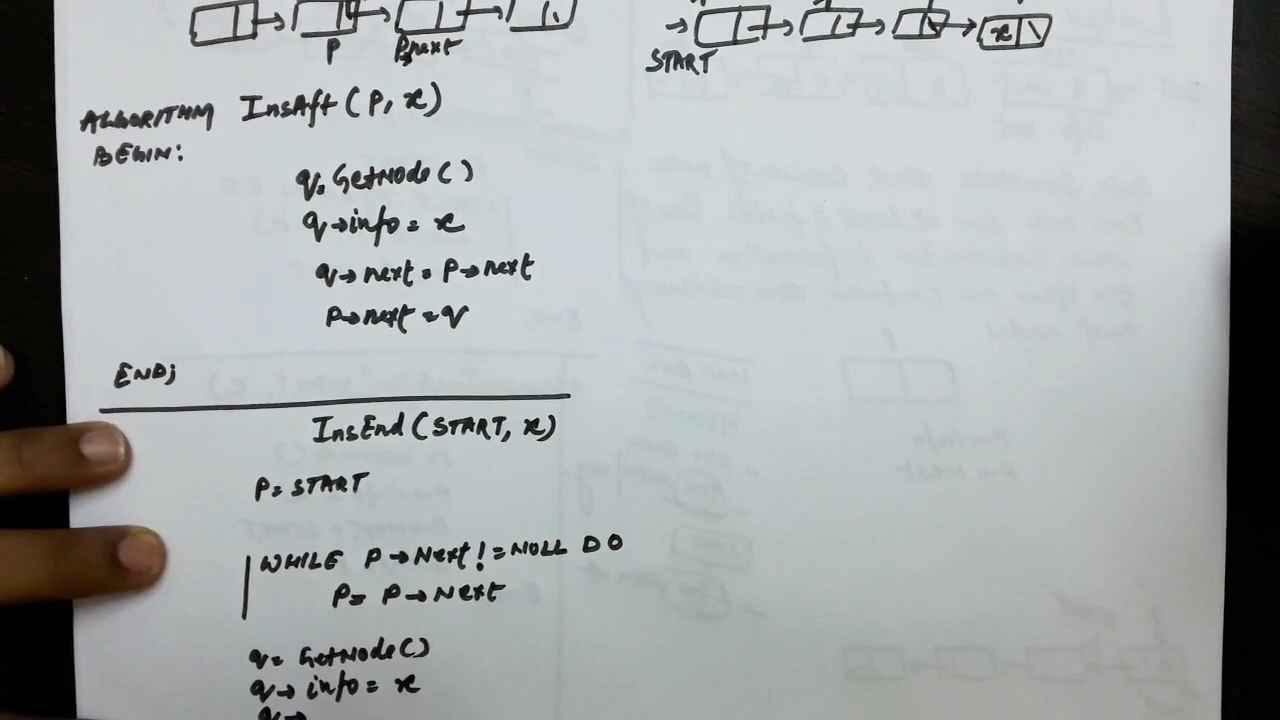 P P→next
x
START
ALGORITHM InsAft (P, x)
BEGIN:
q = GetNode ( )
q→info = x
q→next = P→next
P→next = q
END;
InsEnd (START, x)
P = START
WHILE P→Next != NULL DO
P = P→Next
q = GetNode ( )
q→ info = x
q→